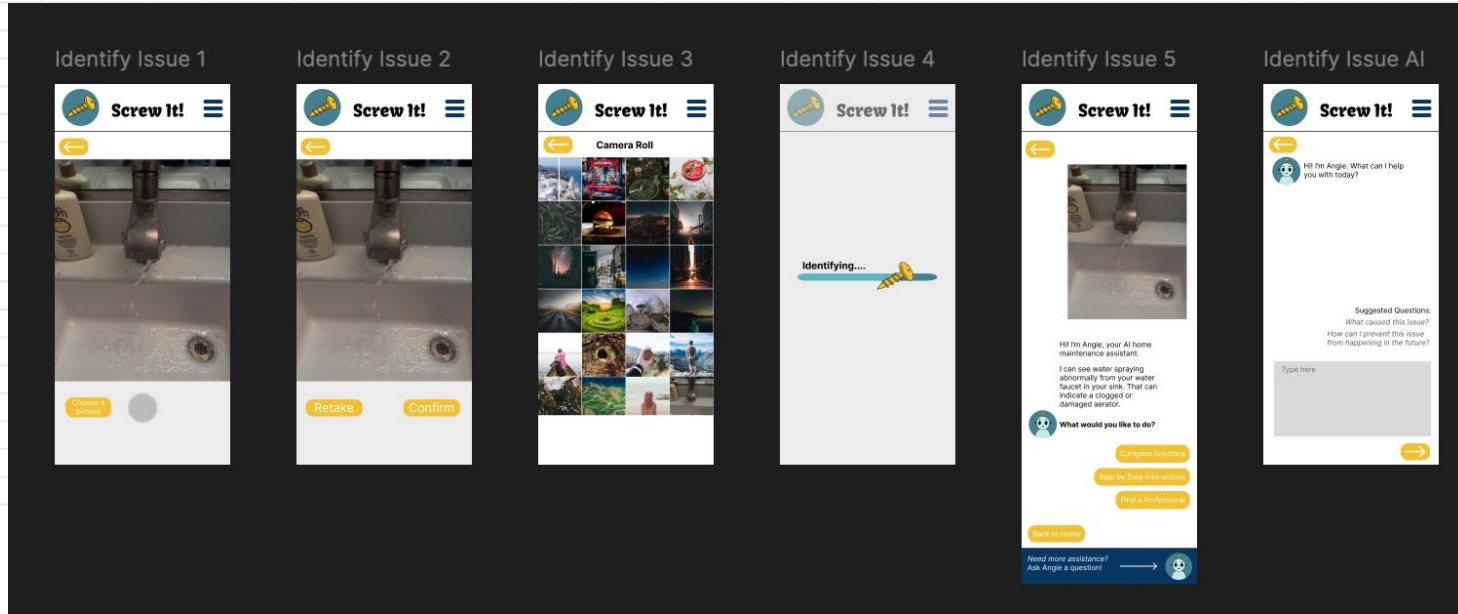 Identify Issue 1
Screw It!
Choose a
picture
Identify Issue 2
Screw It!
Retake
Confirm
Identify Issue 3
Screw It!
Camera Roll
Identify Issue 4
Screw It!
Identifying....
Identify Issue 5
Screw It!
Hi! I'm Angie, your AI home
maintenance assistant.
I can see water spraying
abnormally from your water
faucet in your sink. That can
indicate a clogged or
damaged aerator.
What would you like to do?
Compare Solutions
Step by Step Instructions
Find a Professional
Back to Home
Need more assistance?
Ask Angie a question!
Identify Issue AI
Screw It!
Hi! I'm Angie. What can I help
you with today?
Suggested Questions:
What caused this issue?
How can I prevent this issue
from happening in the future?
Type here